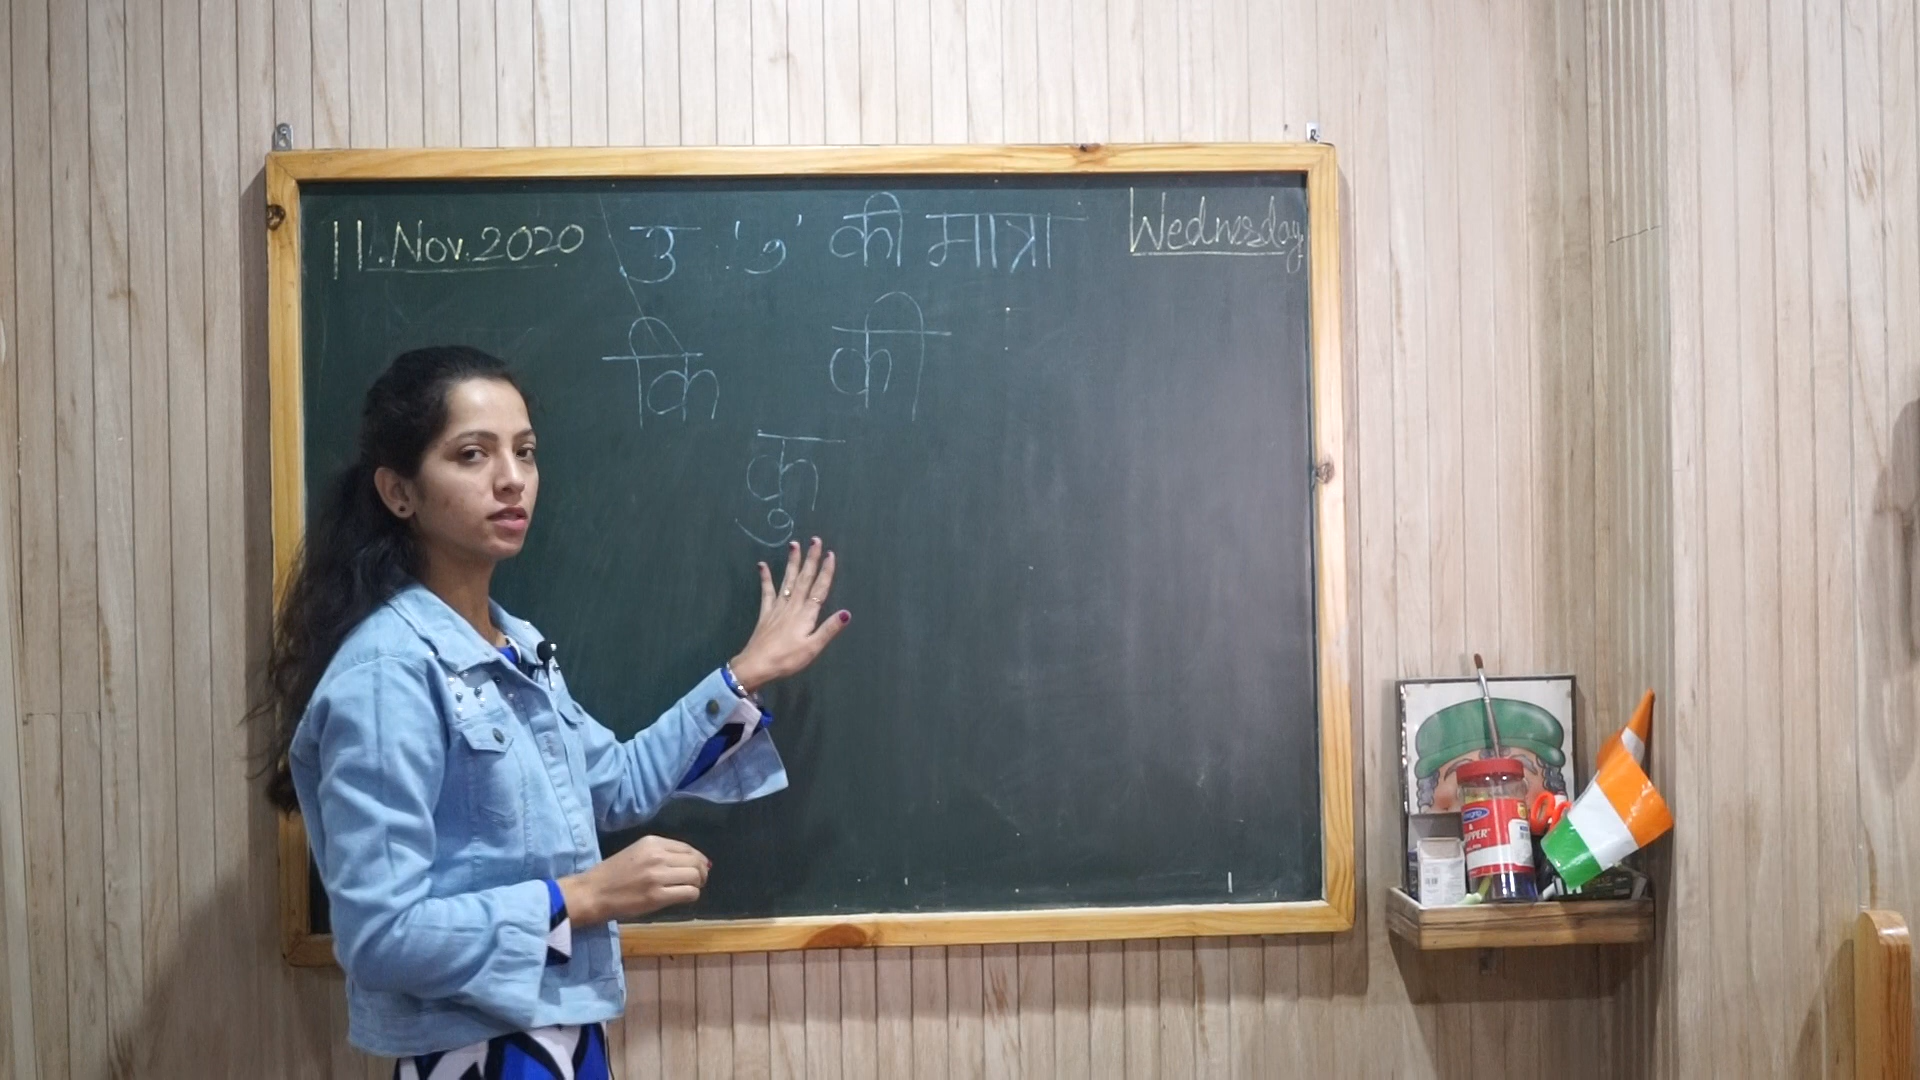 11.Nov.2020 उ 'ु' की मात्रा Wednesday
कि की
कु